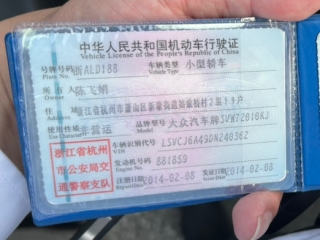 中华人民共和国机动车行驶证
Vehicle License of the People's Republic of China
号牌号码 浙ALD188 车辆类型 小型轿车
Plate No. Vehicle Type
所有人 陈飞娟
Owner
住址 浙江省杭州市萧山区新塘街道
Address
使用性质 非营运 品牌型号 大众汽车牌SVW72010KJ
Use Character Model
浙江省杭州
市公安局交
通警察支队
车辆识别代号 LSVCJ6A49DN240362
VIN
发动机号码 881859
Engine No.
注册日期 2014-02-08 发证日期 2014-02-08
Register Date Issue Date